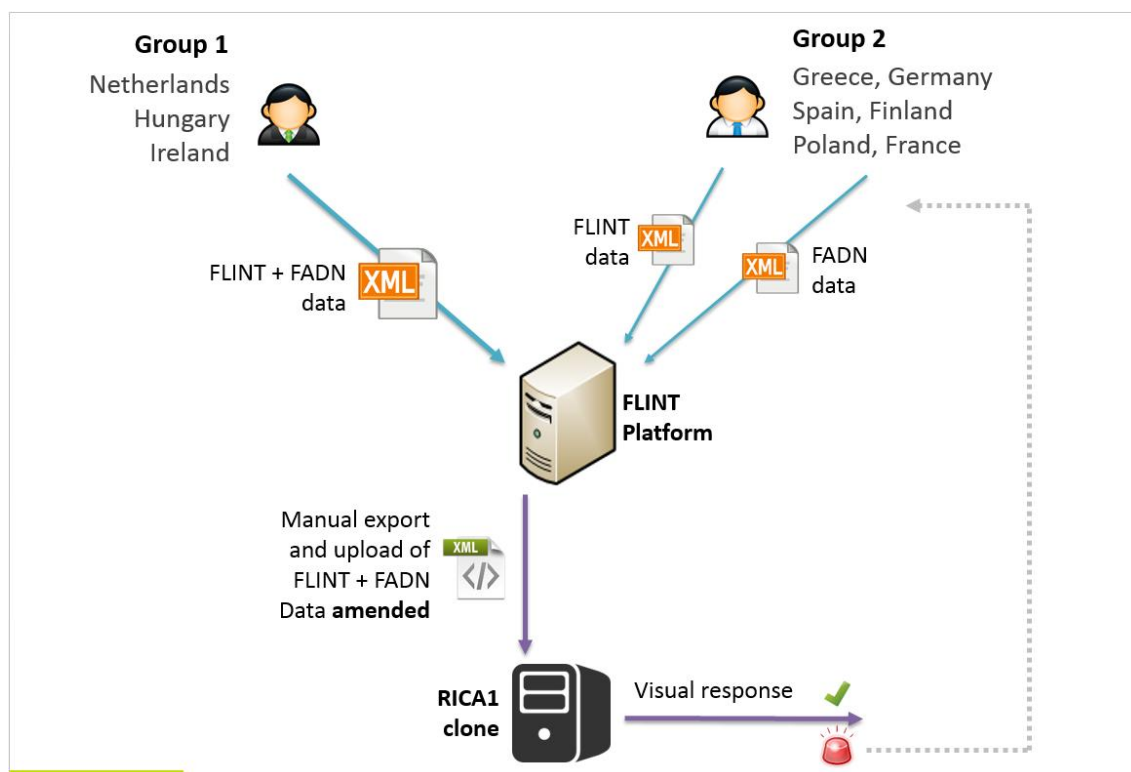 Group 1
Netherlands
Hungary
Ireland
Group 2
Greece, Germany
Spain, Finland
Poland, France
FLINT + FADN
data
XML
FLINT
data
XML
XML
FADN
data
FLINT
Platform
Manual export
and upload of
FLINT + FADN
Data amended
XML
</>
RICA1
clone
Visual response